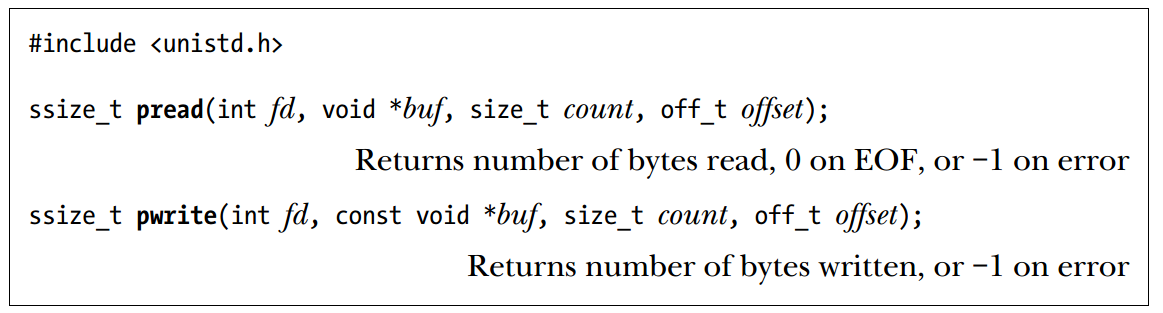 #include <unistd.h>
ssize_t pread(int fd, void *buf, size_t count, off_t offset);
Returns number of bytes read, 0 on EOF, or −1 on error
ssize_t pwrite(int fd, const void *buf, size_t count, off_t offset);
Returns number of bytes written, or −1 on error